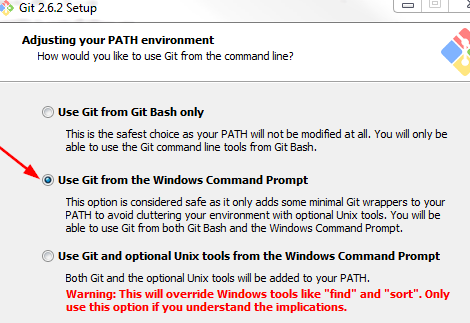 Git 2.6.2 Setup
Adjusting your PATH environment
How would you like to use Git from the command line?
Use Git from Git Bash only
This is the safest choice as your PATH will not be modified at all. You will only be
able to use the Git command line tools from Git Bash.
Use Git from the Windows Command Prompt
This option is considered safe as it only adds some minimal Git wrappers to your
PATH to avoid cluttering your environment with optional Unix tools. You will be
able to use Git from both Git Bash and the Windows Command Prompt.
Use Git and optional Unix tools from the Windows Command Prompt
Both Git and the optional Unix tools will be added to your PATH.
Warning: This will override Windows tools like "find" and "sort". Only
use this option if you understand the implications.